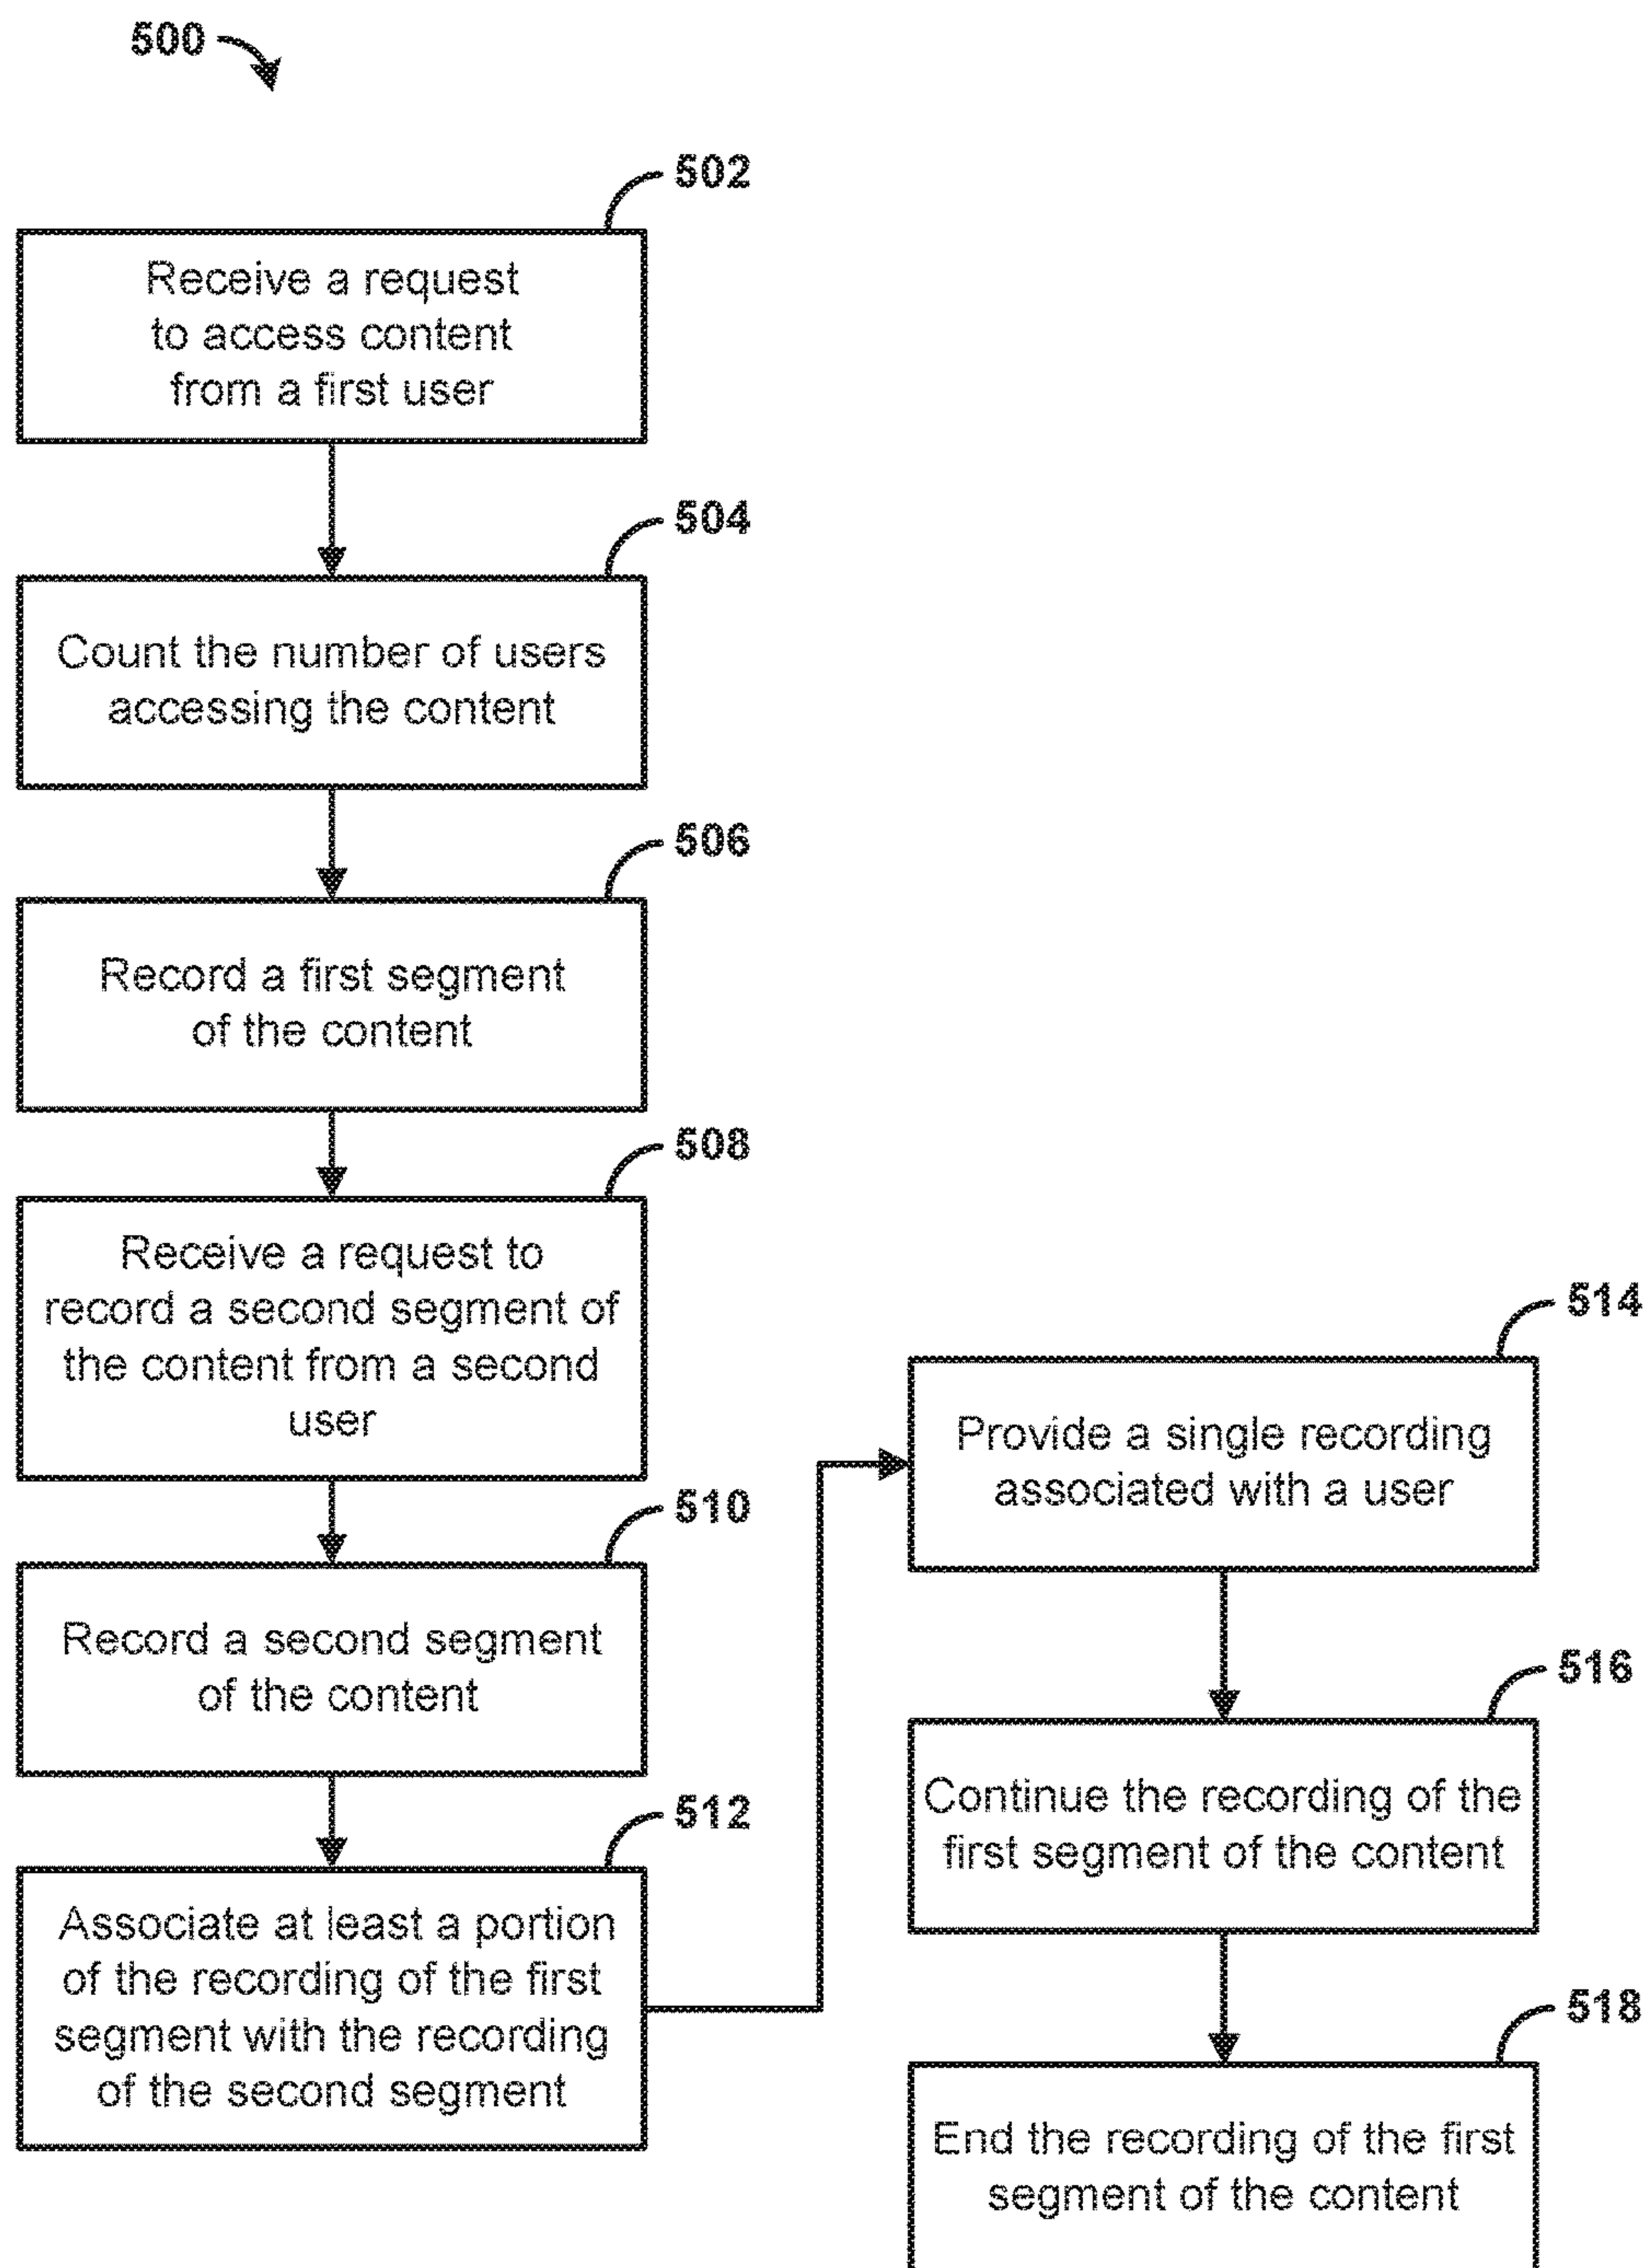 500
502
Receive a request
to access content
from a first user
504
Count the number of users
accessing the content
506
Record a first segment
of the content
508
Receive a request to
record a second segment of
the content from a second
user
510
Record a second segment
of the content
512
Associate at least a portion
of the recording of the first
segment with the recording
of the second segment
514
Provide a single recording
associated with a user
516
Continue the recording of the
first segment of the content
518
End the recording of the first
segment of the content